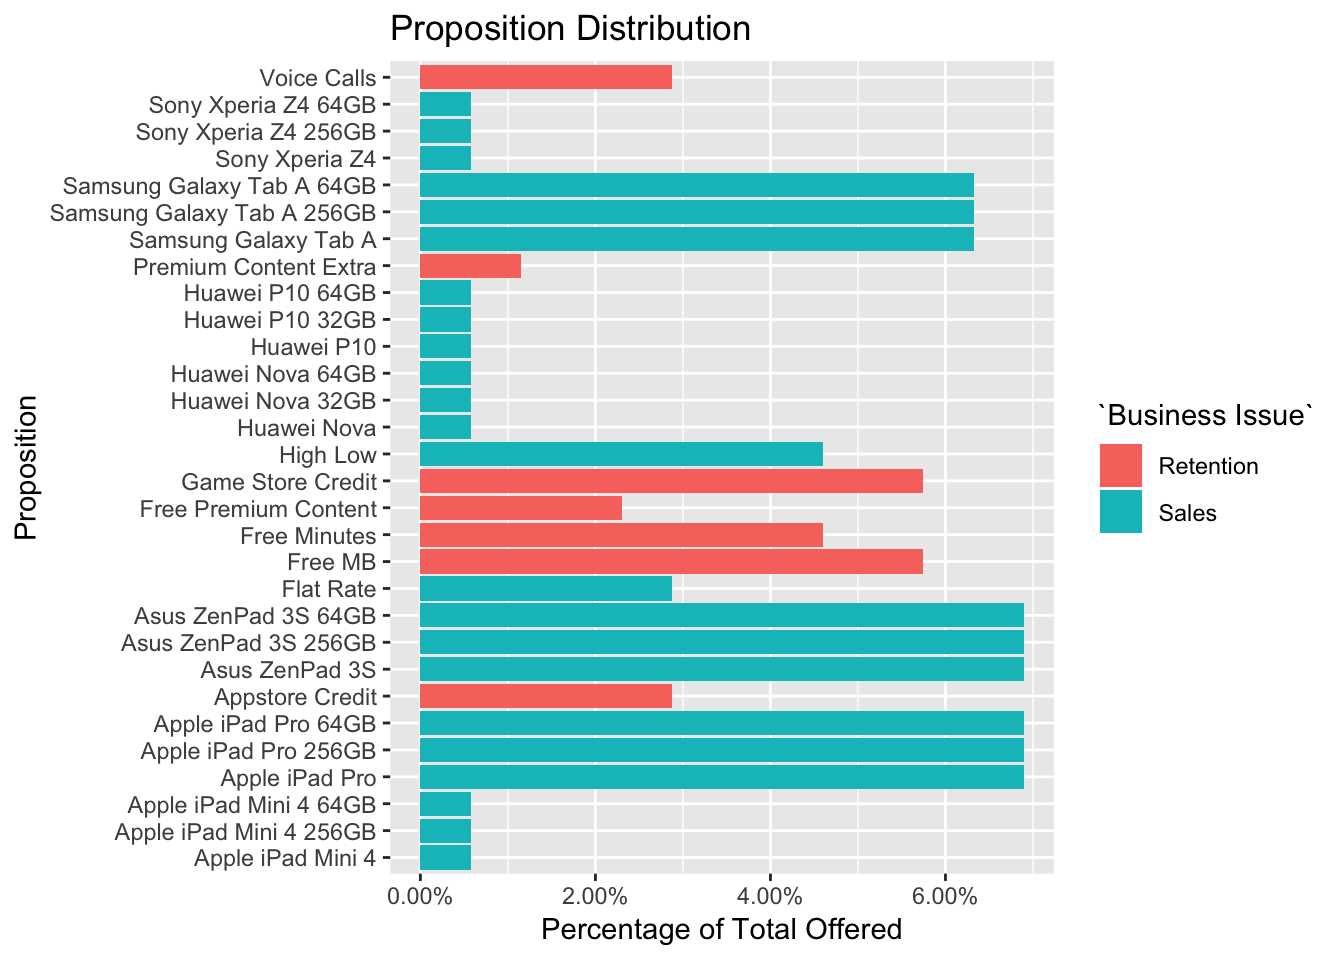 Proposition Distribution
Voice Calls
Sony Xperia Z4 64GB
Sony Xperia Z4 256GB
Sony Xperia Z4
Samsung Galaxy Tab A 64GB
Samsung Galaxy Tab A 256GB
Samsung Galaxy Tab A
Premium Content Extra
Huawei P10 64GB
Huawei P10 32GB
Huawei P10
Huawei Nova 64GB
Huawei Nova 32GB
Huawei Nova
High Low
Game Store Credit
Free Premium Content
Free Minutes
Free MB
Flat Rate
Asus ZenPad 3S 64GB
Asus ZenPad 3S 256GB
Asus ZenPad 3S
Appstore Credit
Apple iPad Pro 64GB
Apple iPad Pro 256GB
Apple iPad Pro
Apple iPad Mini 4 64GB
Apple iPad Mini 4 256GB
Apple iPad Mini 4
Proposition
0.00% 2.00% 4.00% 6.00%
Percentage of Total Offered
`Business Issue`
Retention
Sales